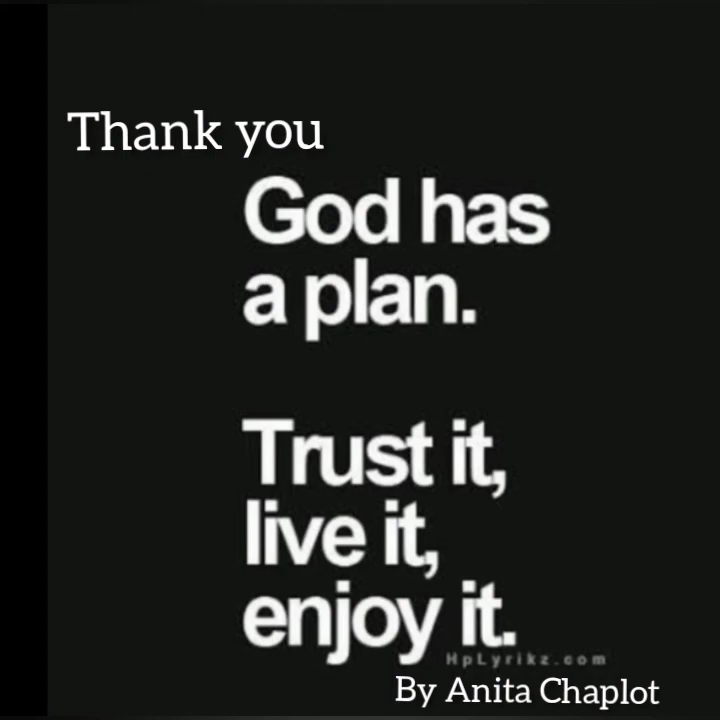 Thank you
God has
a plan.
Trust it,
live it,
enjoy it.
HpLyrikz.com
By Anita Chaplot